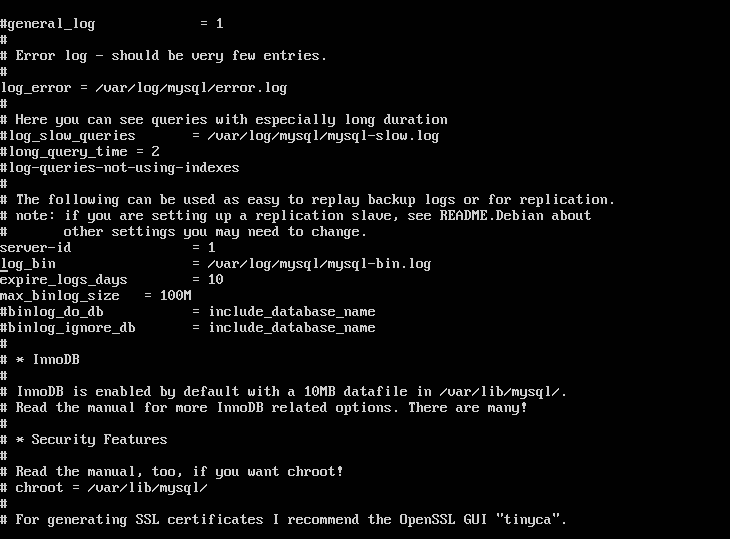 #general_log             = 1
#
# Error log - should be very few entries.
#
log_error = /var/log/mysql/error.log
#
# Here you can see queries with especially long duration
#log_slow_queries       = /var/log/mysql/mysql-slow.log
#long_query_time = 2
#log-queries-not-using-indexes
#
# The following can be used as easy to replay backup logs or for replication.
# note: if you are setting up a replication slave, see README.Debian about
#       other settings you may need to change.
server-id               = 1
log_bin                 = /var/log/mysql/mysql-bin.log
expire_logs_days        = 10
max_binlog_size   = 100M
#binlog_do_db           = include_database_name
#binlog_ignore_db       = include_database_name
#
# * InnoDB
#
# InnoDB is enabled by default with a 10MB datafile in /var/lib/mysql/.
# Read the manual for more InnoDB related options. There are many!
#
# * Security Features
#
# Read the manual, too, if you want chroot!
# chroot = /var/lib/mysql/
#
# For generating SSL certificates I recommend the OpenSSL GUI "tinyca".